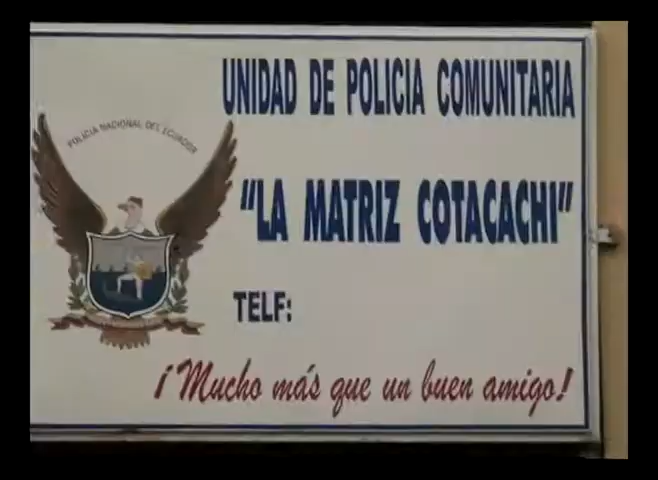 UNIDAD DE POLICIA COMUNITARIA
POLICIA NACIONAL DEL ECUADOR
"LA MATRIZ COTACACHI"
TELF:
¡Mucho más que un buen amigo!